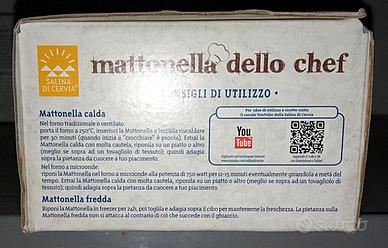 SALINA
DI CERVIA
mattonella dello chef
CONSIGLI DI UTILIZZO •
Mattonella calda
Nel forno tradizionale o ventilato:
porta il forno a 250°C, inserisci la Mattonella e lasciala riscaldare
per 30 minuti (quando inizia a "crocchiare" è pronta). Estrai la
Mattonella calda con molta cautela, riponila su un piatto o altro
(meglio se sopra ad un tovagliolo di tessuto); quindi adagia
sopra la pietanza da cuocere a tuo piacimento.
Nel forno a microonde:
riponi la Mattonella nel forno a microonde alla potenza di 750 watt per 12-15 minuti eventualmente girandola a metà del
tempo. Estrai la Mattonella calda con molta cautela, riponila su un piatto o altro (meglio se sopra ad un tovagliolo di
tessuto); quindi adagia sopra la pietanza da cuocere a tuo piacimento.
Mattonella fredda
Riponi la Mattonella in freezer per 24h, poi toglila e adagia sopra il cibo per mantenerne la freschezza. La pietanza sulla
Mattonella fredda non si attacca al contrario di ciò che succede con il ghiaccio.
Per idee di utilizzo e ricette visita
il canale YouTube della Salina di Cervia
You
Tube
subito